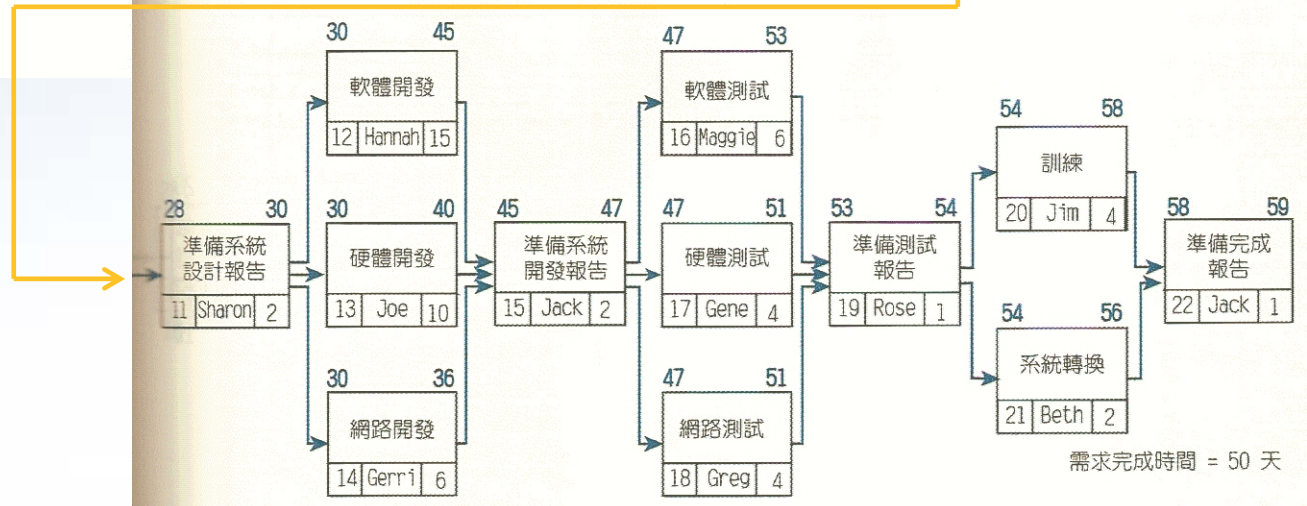 30 45
軟體開發
12 Hannah 15
47 53
軟體測試
16 Maggie 6
54 58
訓練
20 Jim 4
28 30
準備系統
設計報告
11 Sharon 2
30 40
硬體開發
13 Joe 10
45 47
準備系統
開發報告
15 Jack 2
47 51
硬體測試
17 Gene 4
53 54
準備測試
報告
19 Rose 1
58 59
準備完成
報告
22 Jack 1
54 56
系統轉換
21 Beth 2
30 36
網路開發
14 Gerri 6
47 51
網路測試
18 Greg 4
需求完成時間 = 50 天